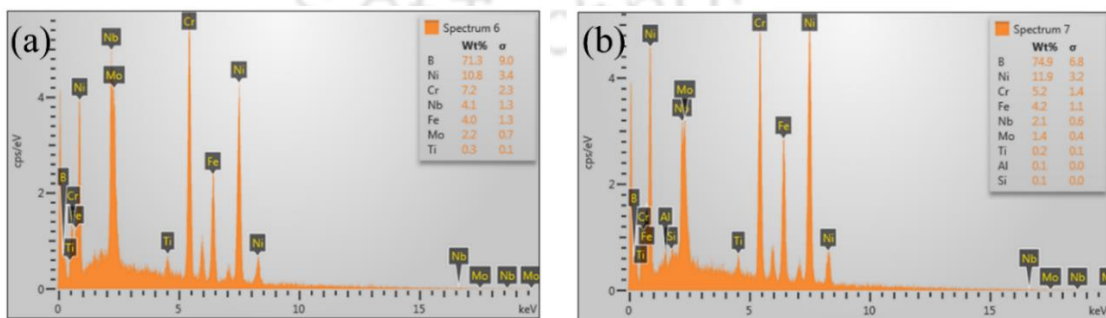 (a)
Nb
Cr
Spectrum 6
Wt% σ
B 71.3 9.0
Ni 10.8 3.4
Cr 7.2 2.3
Nb 4.1 1.3
Fe 4.0 1.3
Mo 2.2 0.7
Ti 0.3 0.1
Ni
Mo
Ni
Fe
B
Cr
Fe
Ti
Ti
Ni
Nb
Mo
Nb
Mo
cps/eV
4
2
0
0 5 10 15 keV
(b)
Ni
Cr
Ni
Spectrum 7
Wt% σ
B 74.9 6.8
Ni 11.9 3.2
Cr 5.2 1.4
Fe 4.2 1.1
Nb 2.1 0.6
Mo 1.4 0.4
Ti 0.2 0.1
Al 0.1 0.0
Si 0.1 0.0
Mo
Nb
Fe
B
Cr
Al
Fe
Si
Ti
Ti
Ni
Nb
Mo
Nb
cps/eV
4
2
0
0 5 10 15 keV